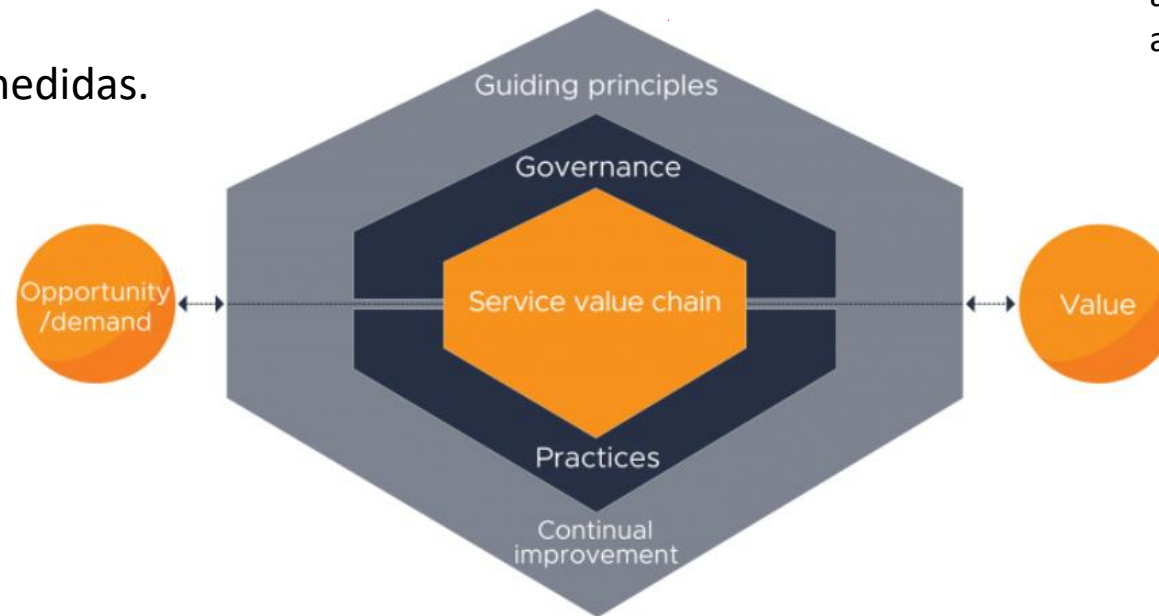 medidas.
Guiding principles
Governance
Opportunity
/demand
Service value chain
Value
Practices
Continual
improvement